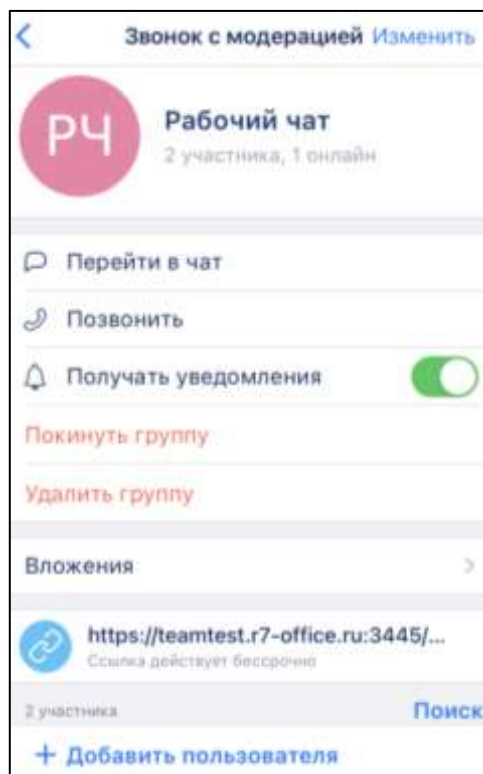 Звонок с модерацией Изменить
РЧ
Рабочий чат
2 участника, 1 онлайн
Перейти в чат
Позвонить
Получать уведомления
Покинуть группу
Удалить группу
Вложения
https://teamtest.r7-office.ru:3445/...
Ссылка действует бессрочно
2 участника Поиск
+ Добавить пользователя